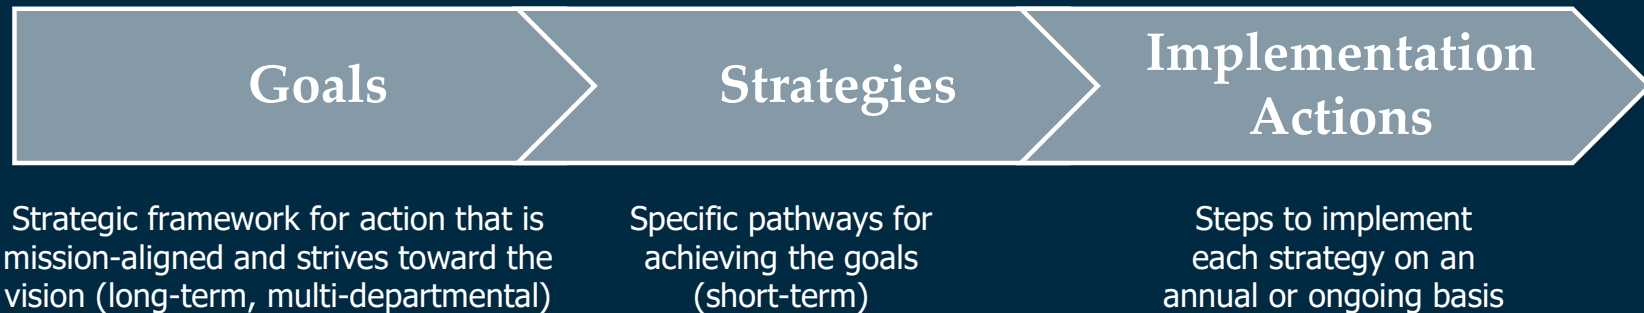 Goals
Strategies
Implementation
Actions
Strategic framework for action that is
mission-aligned and strives toward the
vision (long-term, multi-departmental)
Specific pathways for
achieving the goals
(short-term)
Steps to implement
each strategy on an
annual or ongoing basis